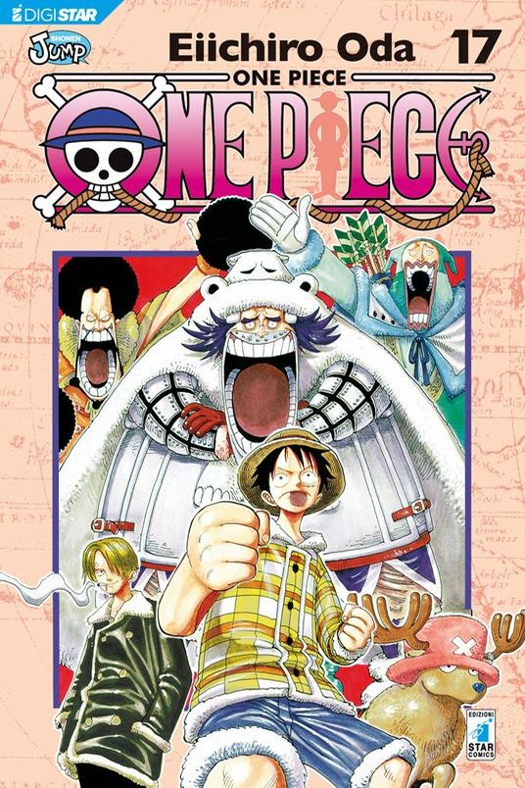 DIGISTAR
SHONEN
JUMP
Eiichiro Oda 17
ONE PIECE
ONE PIECE
EDIZIONI
STAR
COMICS